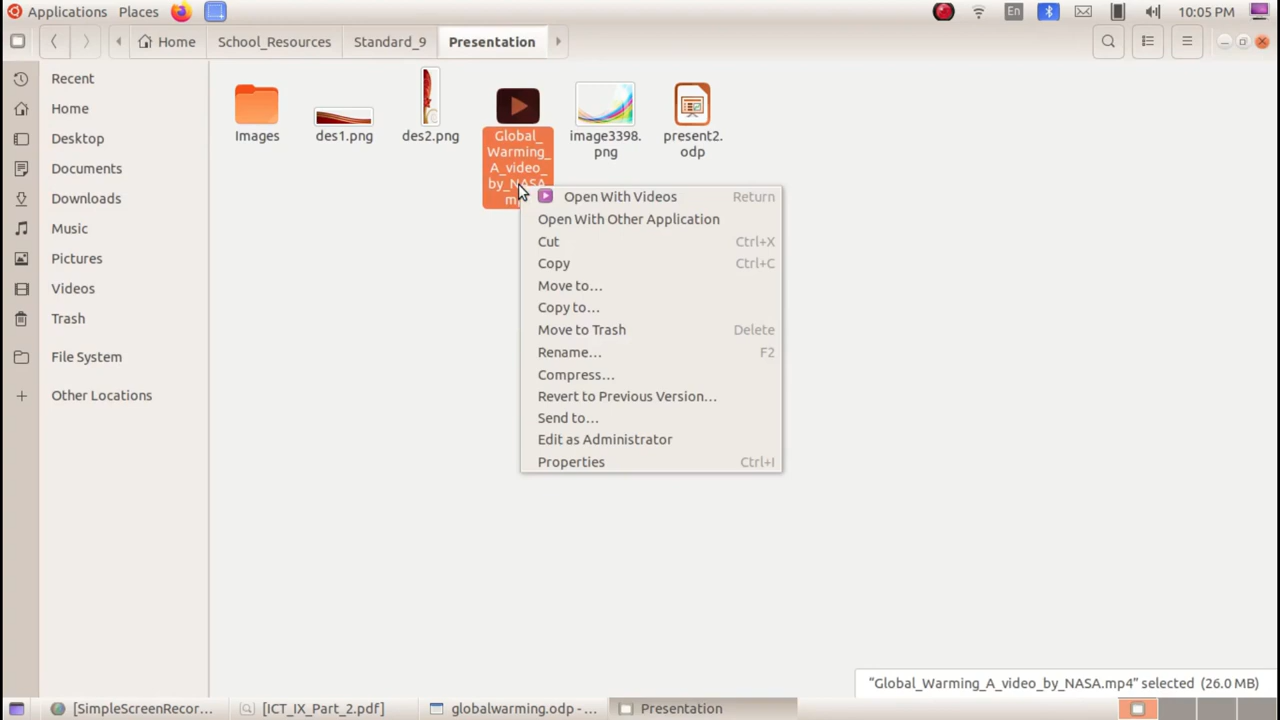 Applications Places En 10:05 PM
Home School_Resources Standard_9 Presentation
Recent
Home
Desktop
Documents
Downloads
Music
Pictures
Videos
Trash
File System
+ Other Locations
Images
des1.png
des2.png
Global_
Warming_
A_video_
by_NASA.
m
image3398.
png
present2.
odp
Open With Videos Return
Open With Other Application
Cut Ctrl+X
Copy Ctrl+C
Move to...
Copy to...
Move to Trash Delete
Rename... F2
Compress...
Revert to Previous Version...
Send to...
Edit as Administrator
Properties Ctrl+I
"Global_Warming_A_video_by_NASA.mp4" selected (26.0 MB)
[SimpleScreenRecor... [ICT_IX_Part_2.pdf] globalwarming.odp - ... Presentation